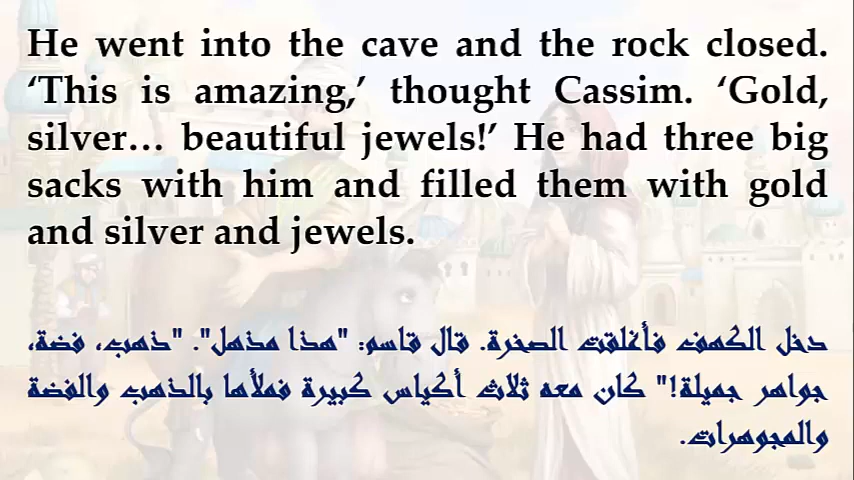 He went into the cave and the rock closed.
‘This is amazing,’ thought Cassim. ‘Gold,
silver… beautiful jewels!’ He had three big
sacks with him and filled them with gold
and silver and jewels.
دخل الكهف فأغلقت الصخرة. قال قاسم: "هذا مذهل". "ذهب، فضة،
جواهر جميلة!" كان معه ثلاث أكياس كبيرة فملأها بالذهب والفضة
والمجوهرات.